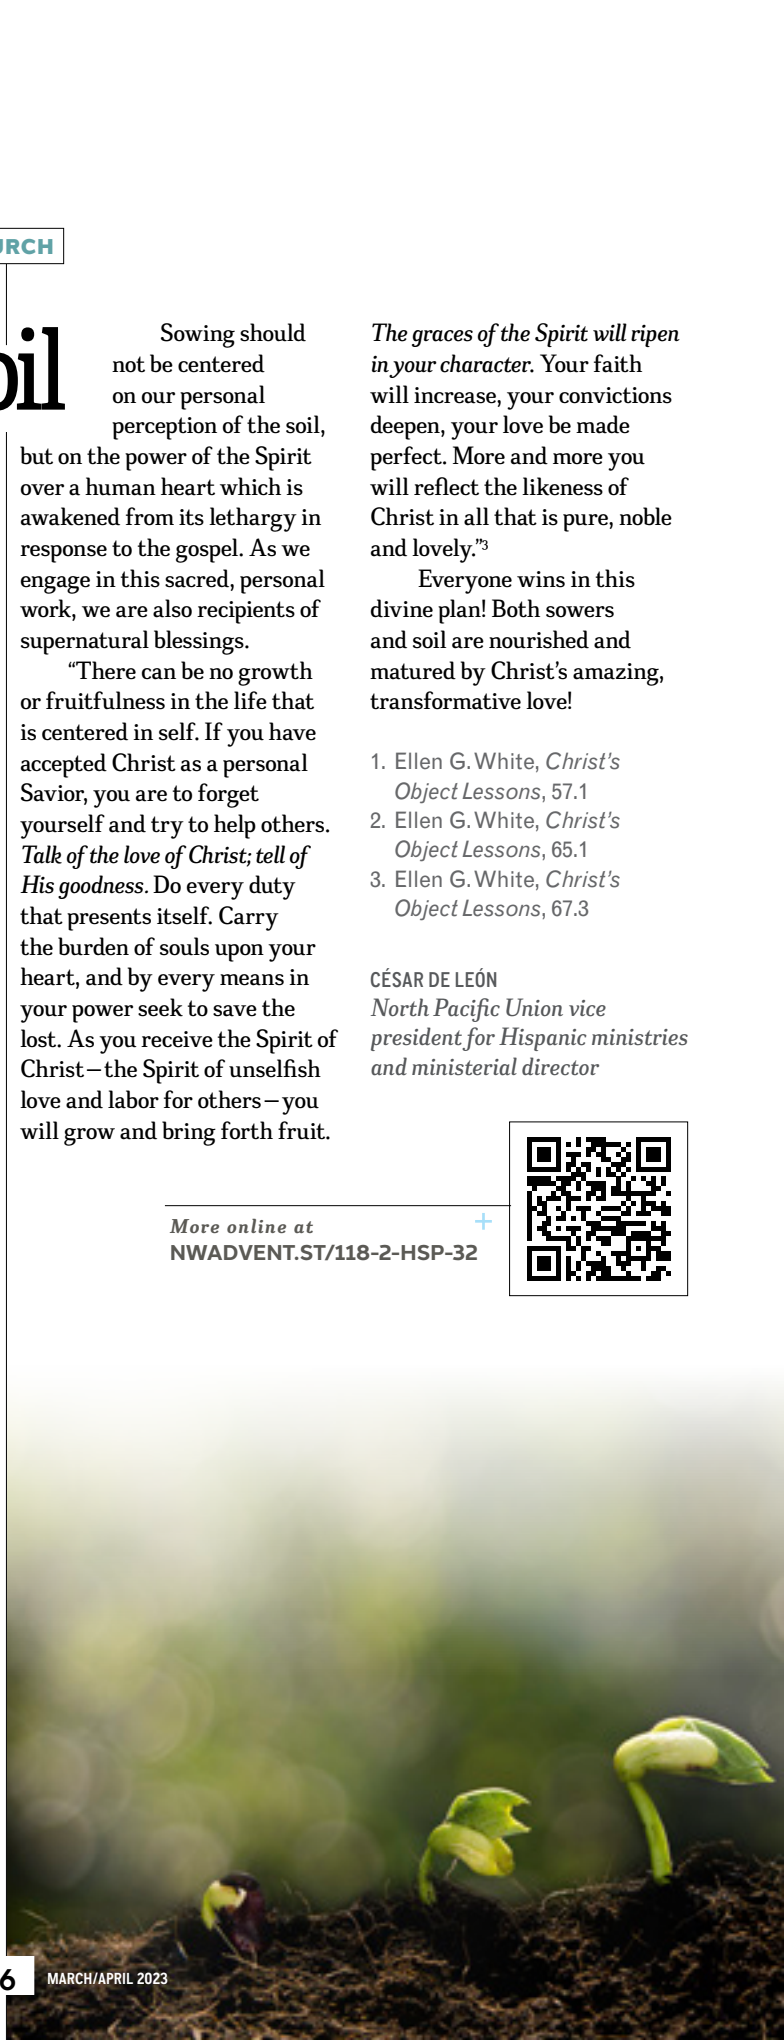 Sowing should
not be centered
on our personal
perception of the soil,
but on the power of the Spirit
over a human heart which is
awakened from its lethargy in
response to the gospel. As we
engage in this sacred, personal
work, we are also recipients of
supernatural blessings.
“There can be no growth
or fruitfulness in the life that
is centered in self. If you have
accepted Christ as a personal
Savior, you are to forget
yourself and try to help others.
Talk of the love of Christ; tell of
His goodness. Do every duty
that presents itself. Carry
the burden of souls upon your
heart, and by every means in
your power seek to save the
lost. As you receive the Spirit of
Christ—the Spirit of unselfish
love and labor for others—you
will grow and bring forth fruit.
The graces of the Spirit will ripen
in your character. Your faith
will increase, your convictions
deepen, your love be made
perfect. More and more you
will reflect the likeness of
Christ in all that is pure, noble
and lovely.”3
Everyone wins in this
divine plan! Both sowers
and soil are nourished and
matured by Christ’s amazing,
transformative love!
1. Ellen G. White, Christ’s
Object Lessons, 57.1
2. Ellen G. White, Christ’s
Object Lessons, 65.1
3. Ellen G. White, Christ’s
Object Lessons, 67.3
CÉSAR DE LEÓN
North Pacific Union vice
president for Hispanic ministries
and ministerial director
More online at
NWADVENT.ST/118-2-HSP-32
6 MARCH/APRIL 2023